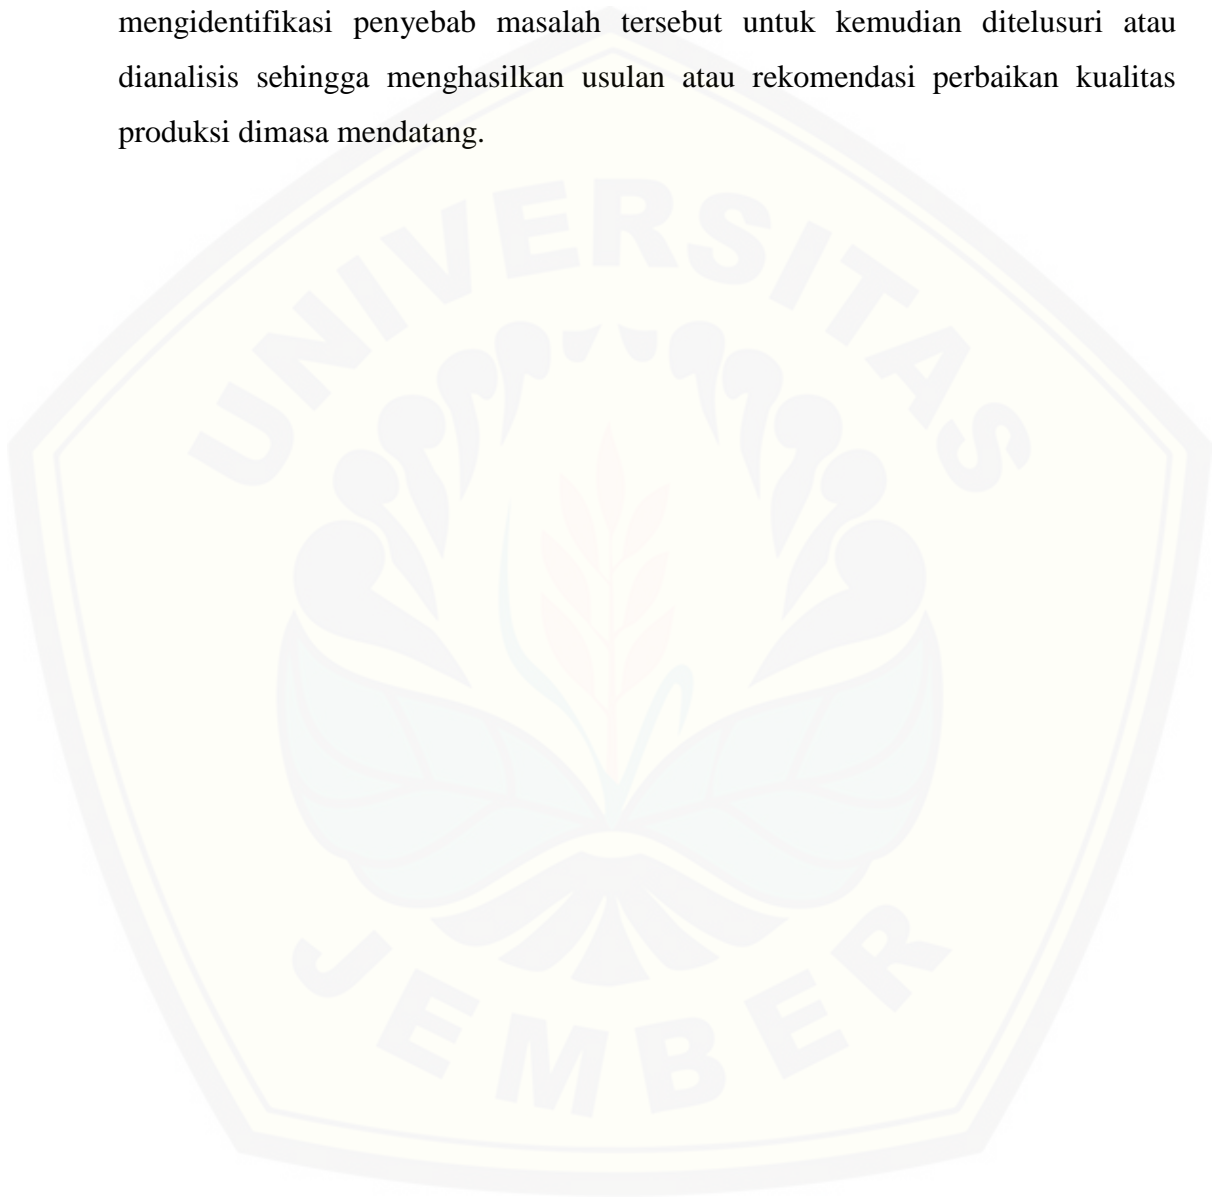 mengidentifikasi penyebab masalah tersebut untuk kemudian ditelusuri atau
dianalisis sehingga menghasilkan usulan atau rekomendasi perbaikan kualitas
produksi dimasa mendatang.
UNIVERSITAS
JEMBER